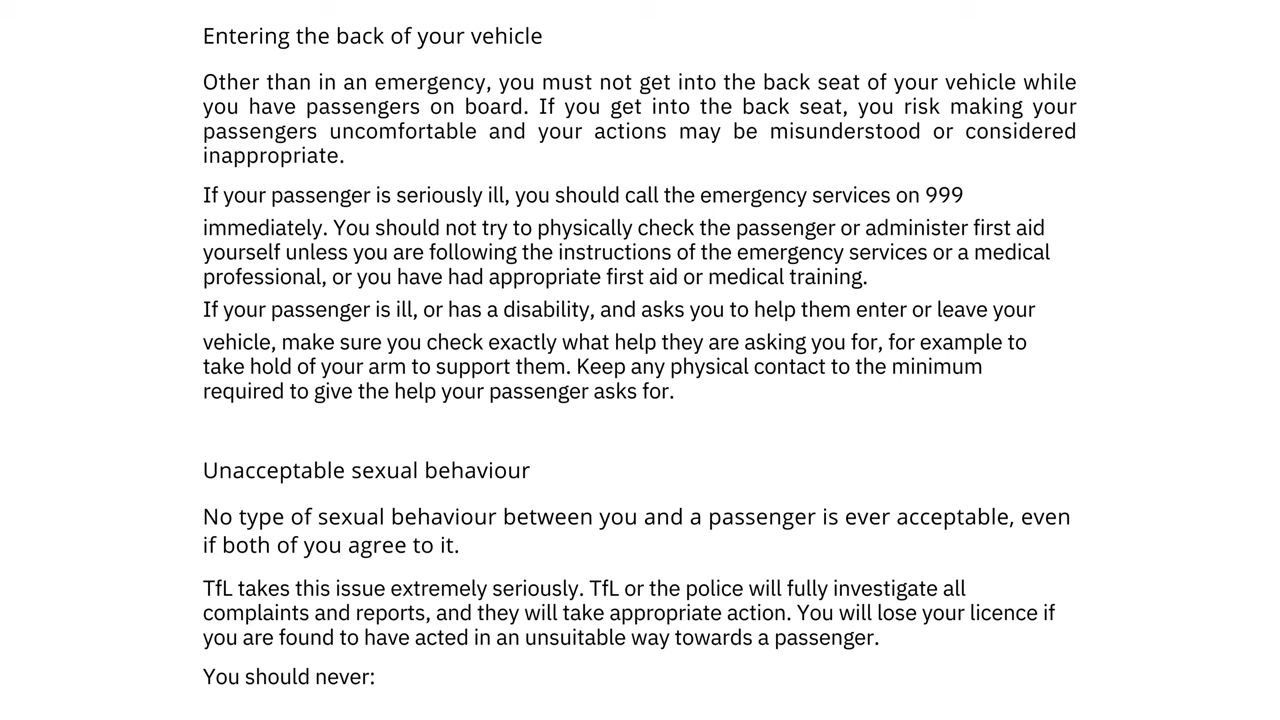 Entering the back of your vehicle
Other than in an emergency, you must not get into the back seat of your vehicle while
you have passengers on board. If you get into the back seat, you risk making your
passengers uncomfortable and your actions may be misunderstood or considered
inappropriate.
If your passenger is seriously ill, you should call the emergency services on 999
immediately. You should not try to physically check the passenger or administer first aid
yourself unless you are following the instructions of the emergency services or a medical
professional, or you have had appropriate first aid or medical training.
If your passenger is ill, or has a disability, and asks you to help them enter or leave your
vehicle, make sure you check exactly what help they are asking you for, for example to
take hold of your arm to support them. Keep any physical contact to the minimum
required to give the help your passenger asks for.
Unacceptable sexual behaviour
No type of sexual behaviour between you and a passenger is ever acceptable, even
if both of you agree to it.
TfL takes this issue extremely seriously. TfL or the police will fully investigate all
complaints and reports, and they will take appropriate action. You will lose your licence if
you are found to have acted in an unsuitable way towards a passenger.
You should never: